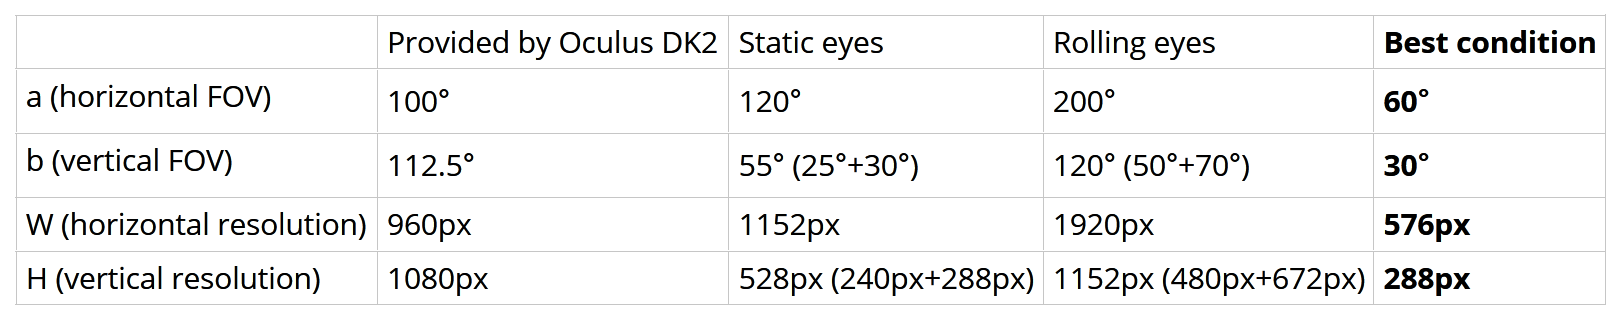 Provided by Oculus DK2 Static eyes Rolling eyes Best condition
a (horizontal FOV) 100° 120° 200° 60°
b (vertical FOV) 112.5° 55° (25°+30°) 120° (50°+70°) 30°
W (horizontal resolution) 960px 1152px 1920px 576px
H (vertical resolution) 1080px 528px (240px+288px) 1152px (480px+672px) 288px